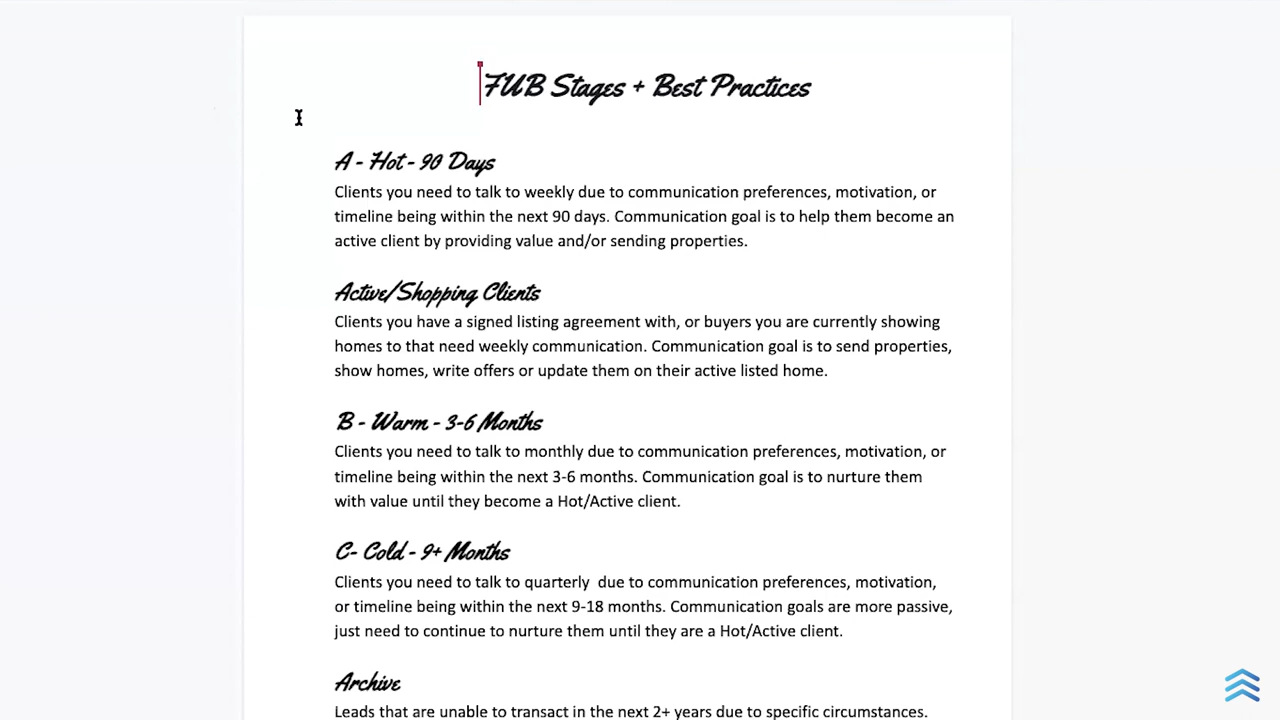 FUB Stages + Best Practices
A - Hot - 90 Days
Clients you need to talk to weekly due to communication preferences, motivation, or
timeline being within the next 90 days. Communication goal is to help them become an
active client by providing value and/or sending properties.
Active/Shopping Clients
Clients you have a signed listing agreement with, or buyers you are currently showing
homes to that need weekly communication. Communication goal is to send properties,
show homes, write offers or update them on their active listed home.
B - Warm - 3-6 Months
Clients you need to talk to monthly due to communication preferences, motivation, or
timeline being within the next 3-6 months. Communication goal is to nurture them
with value until they become a Hot/Active client.
C- Cold - 9+ Months
Clients you need to talk to quarterly  due to communication preferences, motivation,
or timeline being within the next 9-18 months. Communication goals are more passive,
just need to continue to nurture them until they are a Hot/Active client.
Archive
Leads that are unable to transact in the next 2+ years due to specific circumstances.